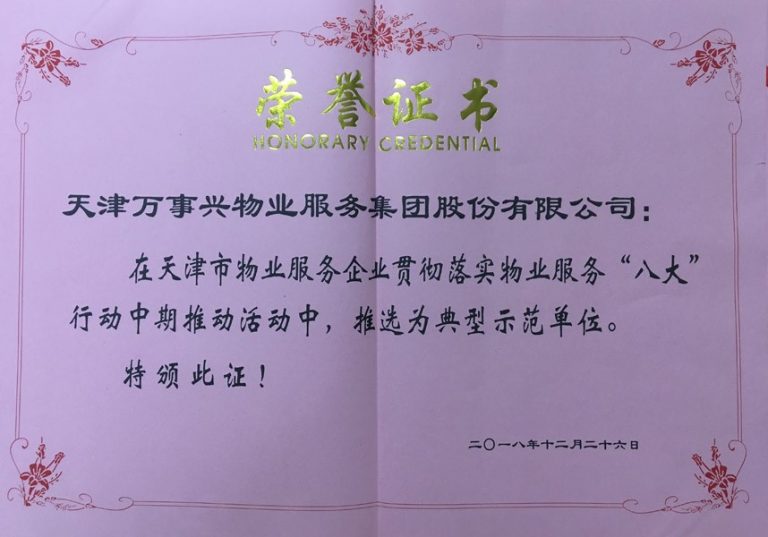 荣誉证书
HONORARY CREDENTIAL
天津万事兴物业服务集团股份有限公司：
在天津市物业服务企业贯彻落实物业服务“八大”
行动中期推动活动中，推选为典型示范单位。
特颁此证！
二〇一八年十二月二十六日